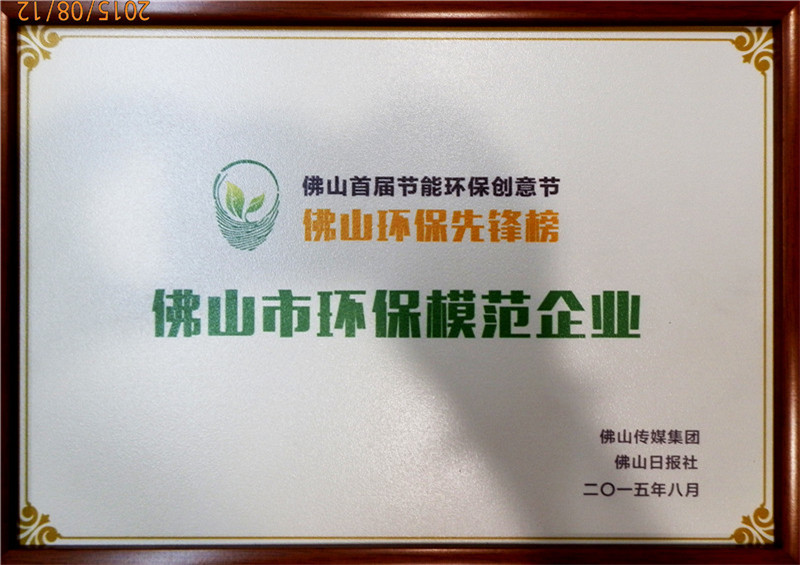 2015/08/12
佛山首届节能环保创意节
佛山环保先锋榜
佛山市环保模范企业
佛山传媒集团
佛山日报社
二〇一五年八月